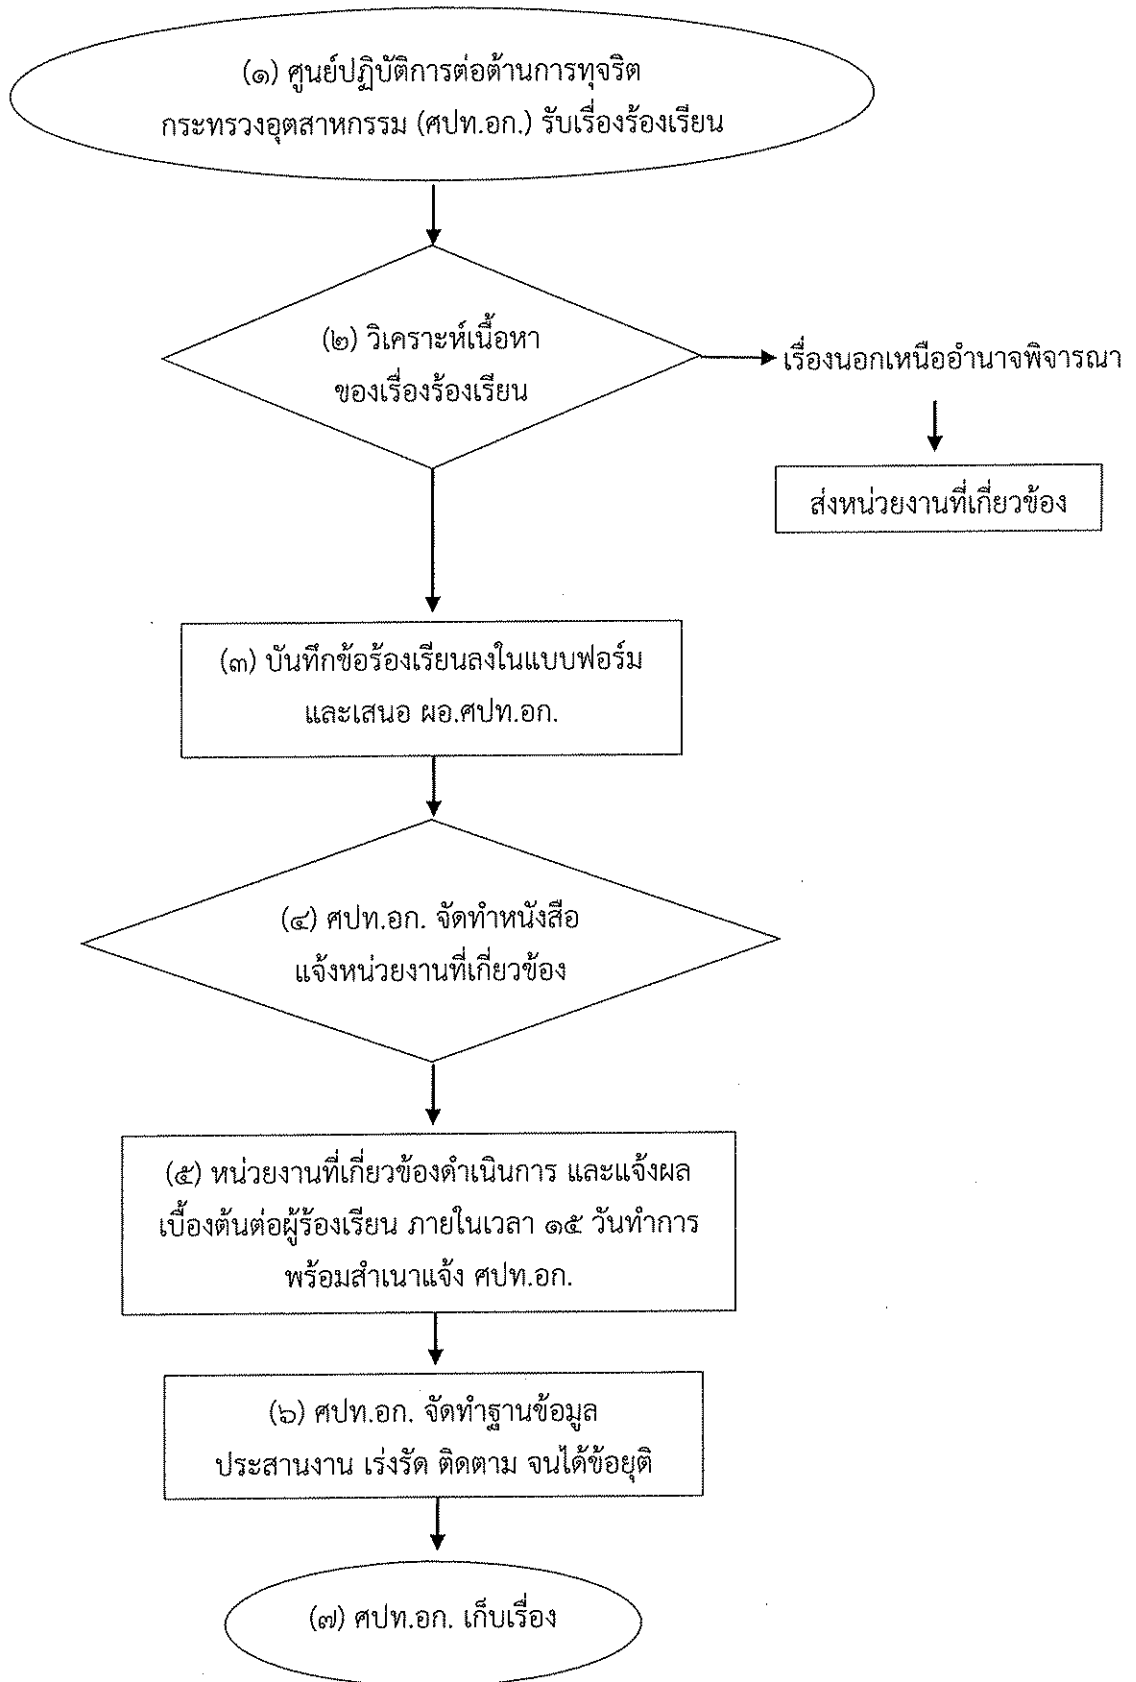 (๑) ศูนย์ปฏิบัติการต่อต้านการทุจริต
กระทรวงอุตสาหกรรม (ศปท.อก.) รับเรื่องร้องเรียน
(๒) วิเคราะห์เนื้อหา
ของเรื่องร้องเรียน
เรื่องนอกเหนืออำนาจพิจารณา
ส่งหน่วยงานที่เกี่ยวข้อง
(๓) บันทึกข้อร้องเรียนลงในแบบฟอร์ม
และเสนอ ผอ.ศปท.อก.
(๔) ศปท.อก. จัดทำหนังสือ
แจ้งหน่วยงานที่เกี่ยวข้อง
(๕) หน่วยงานที่เกี่ยวข้องดำเนินการ และแจ้งผล
เบื้องต้นต่อผู้ร้องเรียน ภายในเวลา ๑๕ วันทำการ
พร้อมสำเนาแจ้ง ศปท.อก.
(๖) ศปท.อก. จัดทำฐานข้อมูล
ประสานงาน เร่งรัด ติดตาม จนได้ข้อยุติ
(๗) ศปท.อก. เก็บเรื่อง